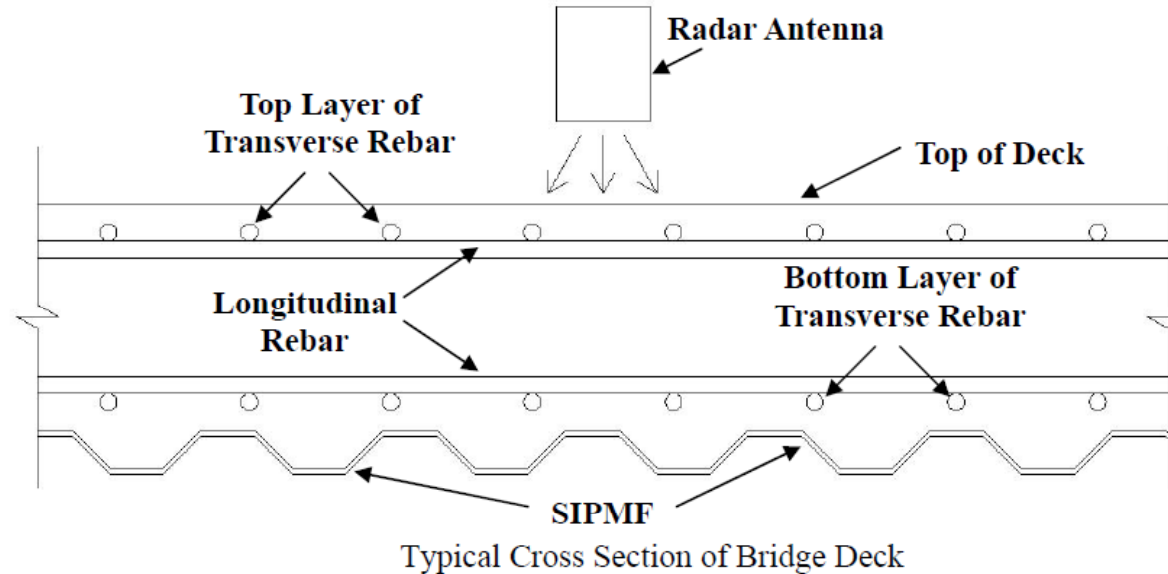 Radar Antenna
Top Layer of
Transverse Rebar
Top of Deck
Longitudinal
Rebar
Bottom Layer of
Transverse Rebar
SIPMF
Typical Cross Section of Bridge Deck